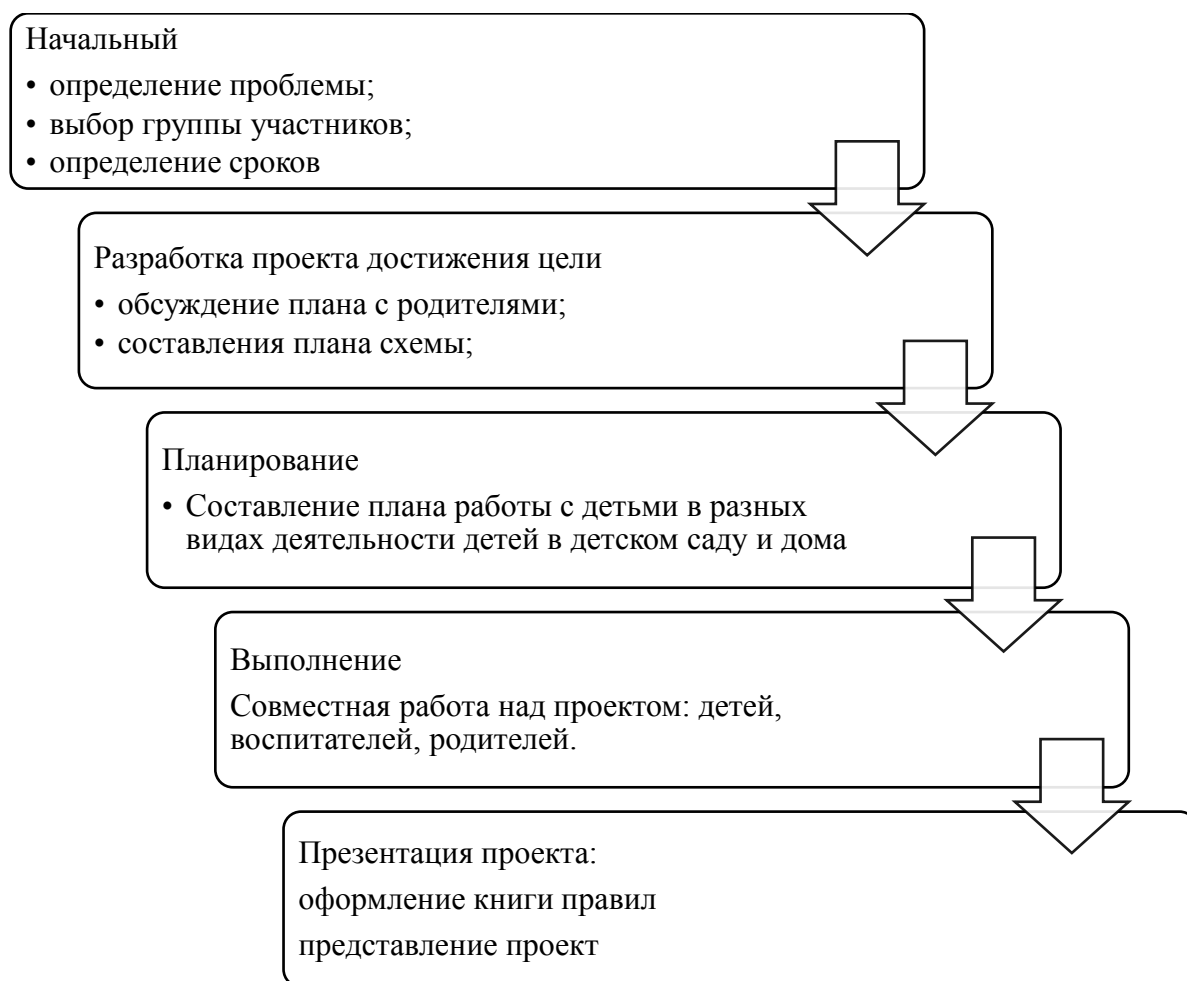 Начальный
• определение проблемы;
• выбор группы участников;
• определение сроков
Разработка проекта достижения цели
• обсуждение плана с родителями;
• составления плана схемы;
Планирование
• Составление плана работы с детьми в разных
видах деятельности детей в детском саду и дома
Выполнение
Совместная работа над проектом: детей,
воспитателей, родителей.
Презентация проекта:
оформление книги правил
представление проект